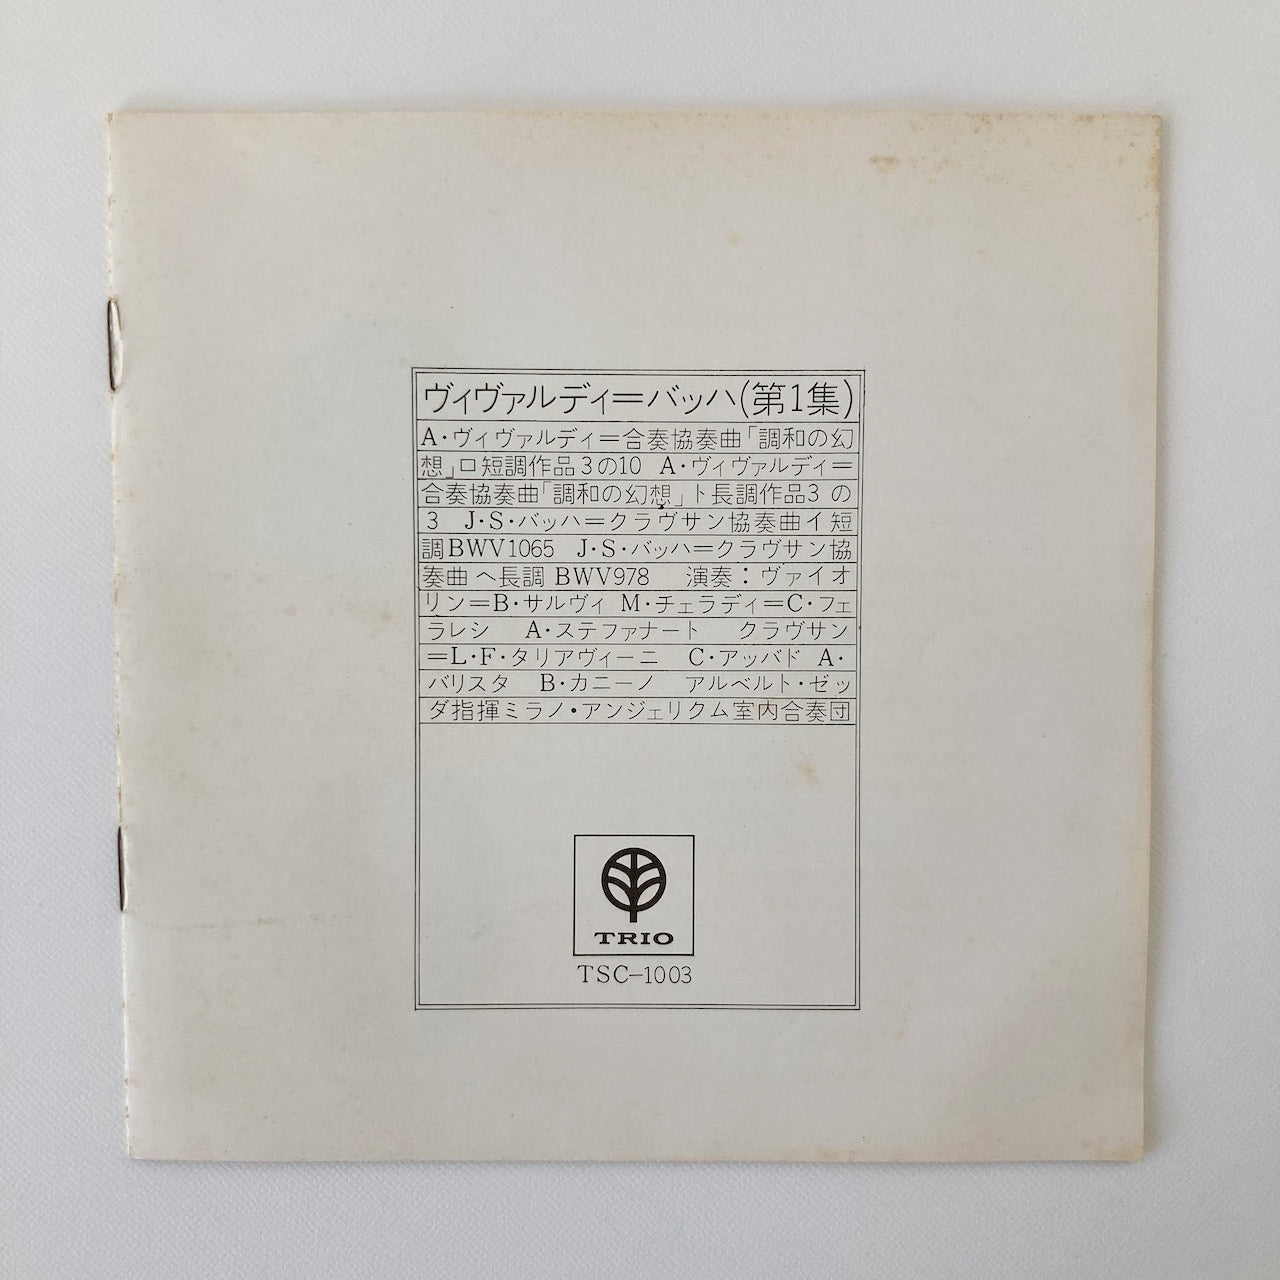 ヴィヴァルディ＝バッハ(第1集)
A・ヴィヴァルディ＝合奏協奏曲「調和の幻
想」ロ短調作品3の10 A・ヴィヴァルディ＝
合奏協奏曲「調和の幻想」ト長調作品3の
3 J・S・バッハ＝クラヴサン協奏曲イ短
調BWV1065 J・S・バッハ＝クラヴサン協
奏曲ヘ長調BWV978 演奏：ヴァイオ
リン＝B・サルヴィ M・チェラディ＝C・フェ
ラレシ A・ステファナート クラヴサン
＝L・F・タリアヴィーニ C・アッバド A・
バリスタ B・カニーノ アルベルト・ゼッ
ダ指揮ミラノ・アンジェリクム室内合奏団
TRIO
TSC-1003